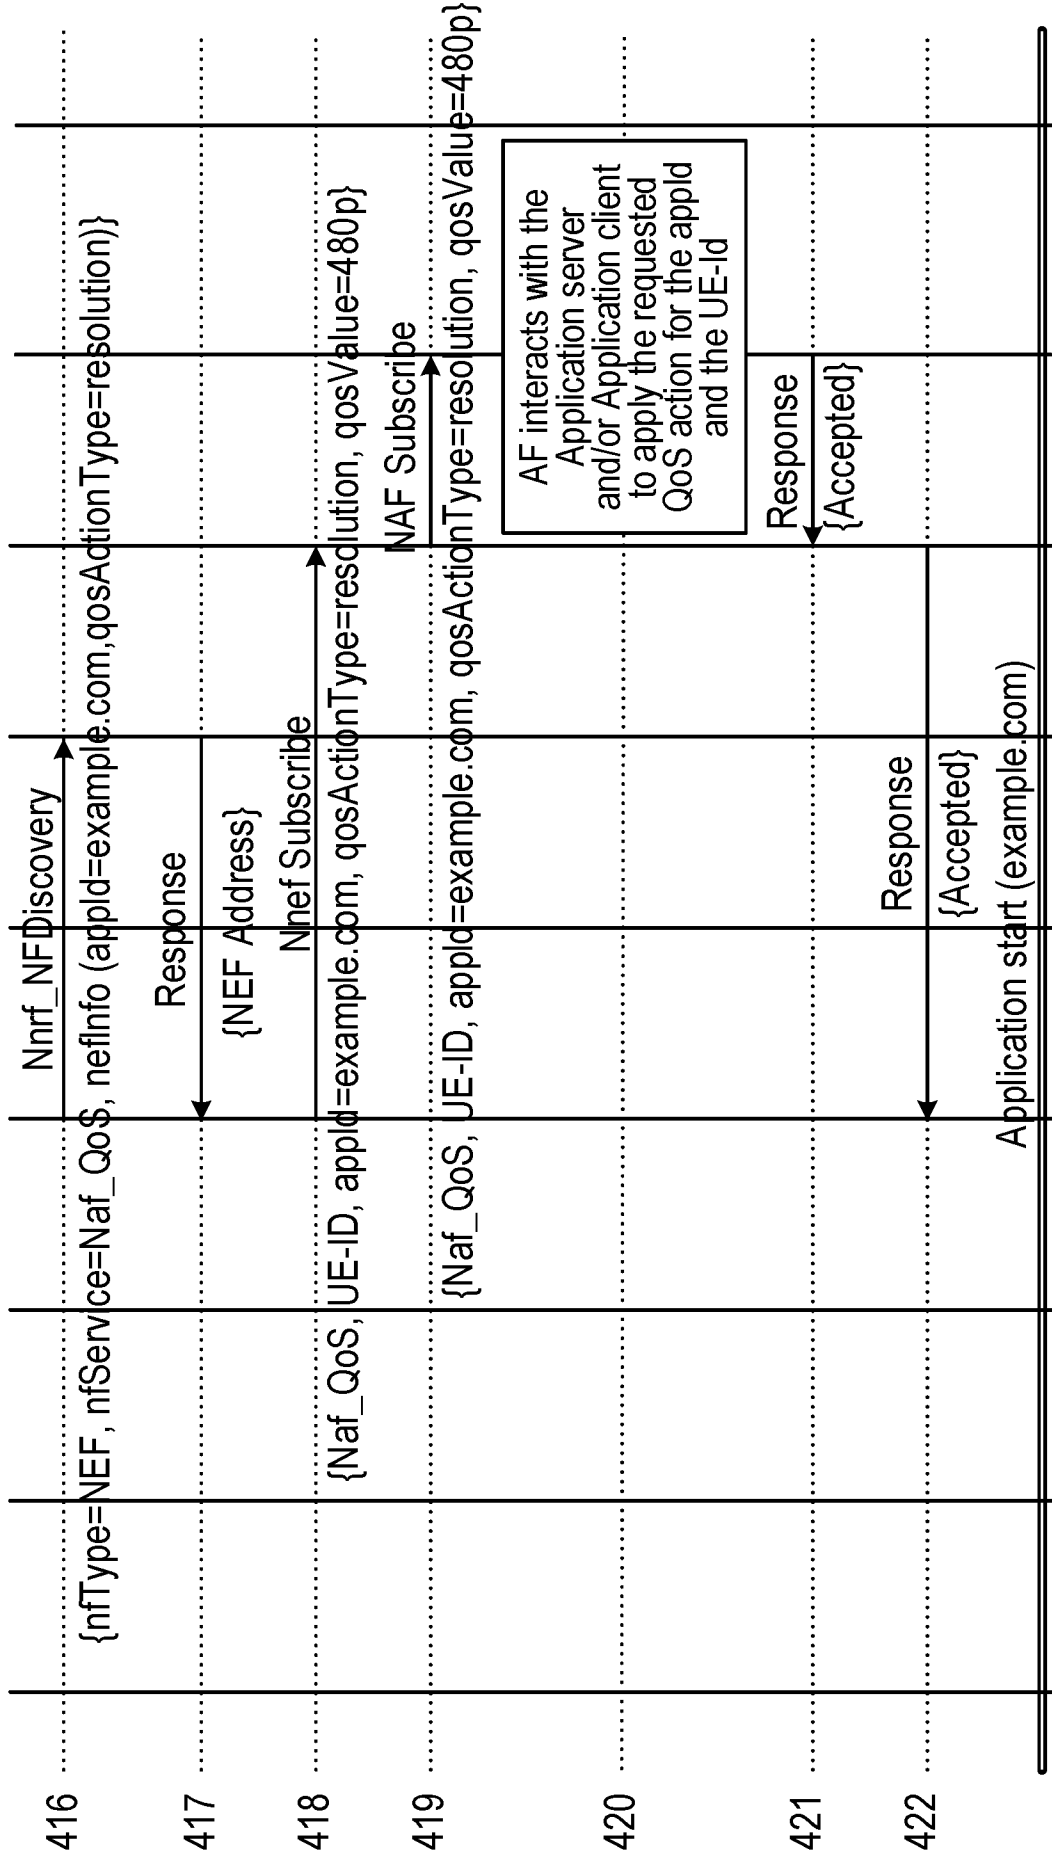 416
Nnrf_NFDiscovery
{nfType=NEF, nfService=Naf_QoS, nefInfo (appId=example.com,qosActionType=resolution)}
417
Response
{NEF Address}
418
Nnef Subscribe
{Naf_QoS, UE-ID, appId=example.com, qosActionType=resolution, qosValue=480p}
419
NAF Subscribe
{Naf_QoS, UE-ID, appId=example.com, qosActionType=resolution, qosValue=480p}
420
AF interacts with the
Application server
and/or Application client
to apply the requested
QoS action for the appId
and the UE-Id
421
Response
{Accepted}
422
Response
{Accepted}
Application start (example.com)